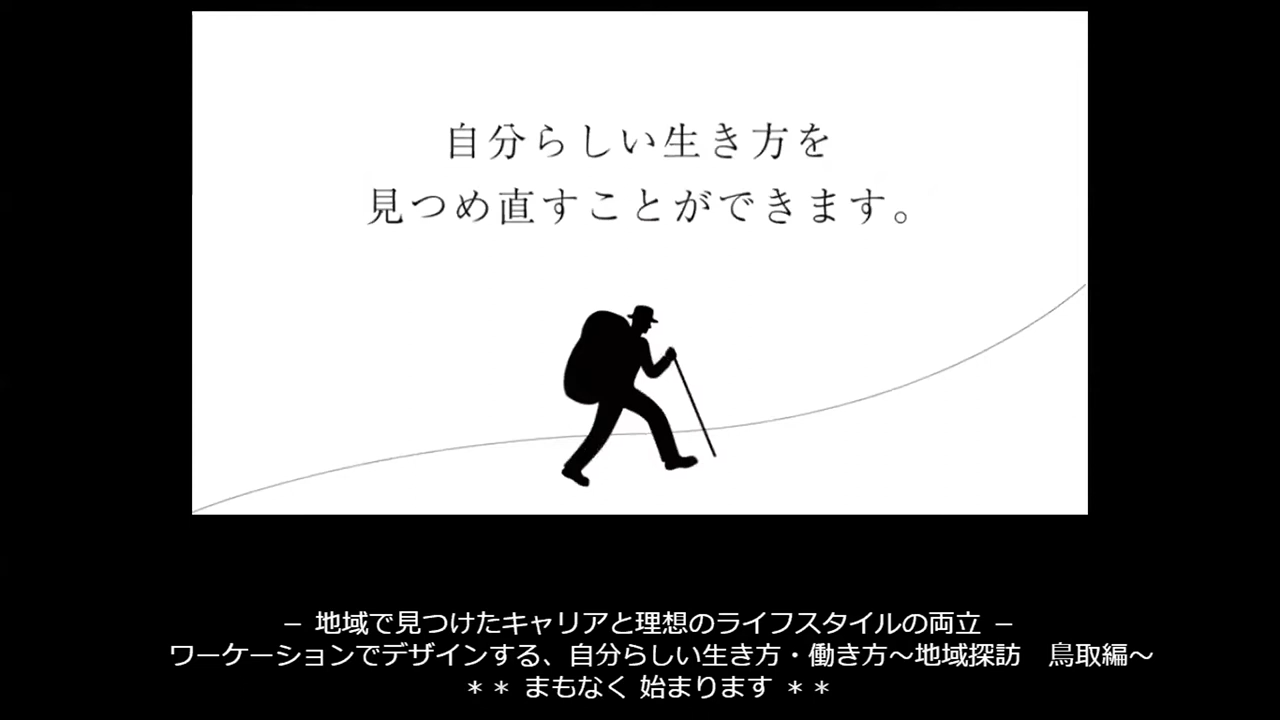 自分らしい生き方を
見つめ直すことができます。
− 地域で見つけたキャリアと理想のライフスタイルの両立 −
ワーケーションでデザインする、自分らしい生き方・働き方～地域探訪　鳥取編～
＊＊ まもなく 始まります ＊＊